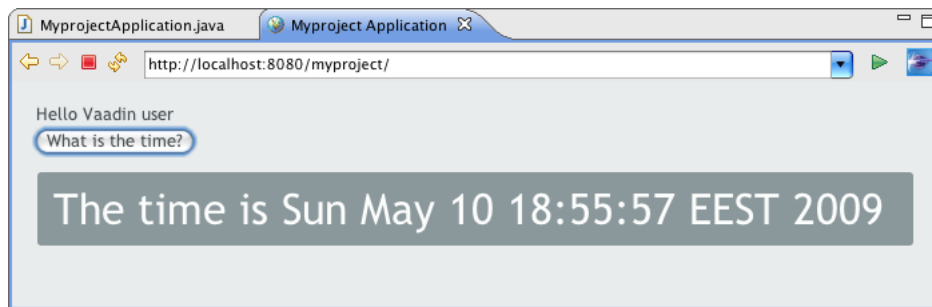 MyprojectApplication.java
Myproject Application
http://localhost:8080/myproject/
Hello Vaadin user
What is the time?
The time is Sun May 10 18:55:57 EEST 2009